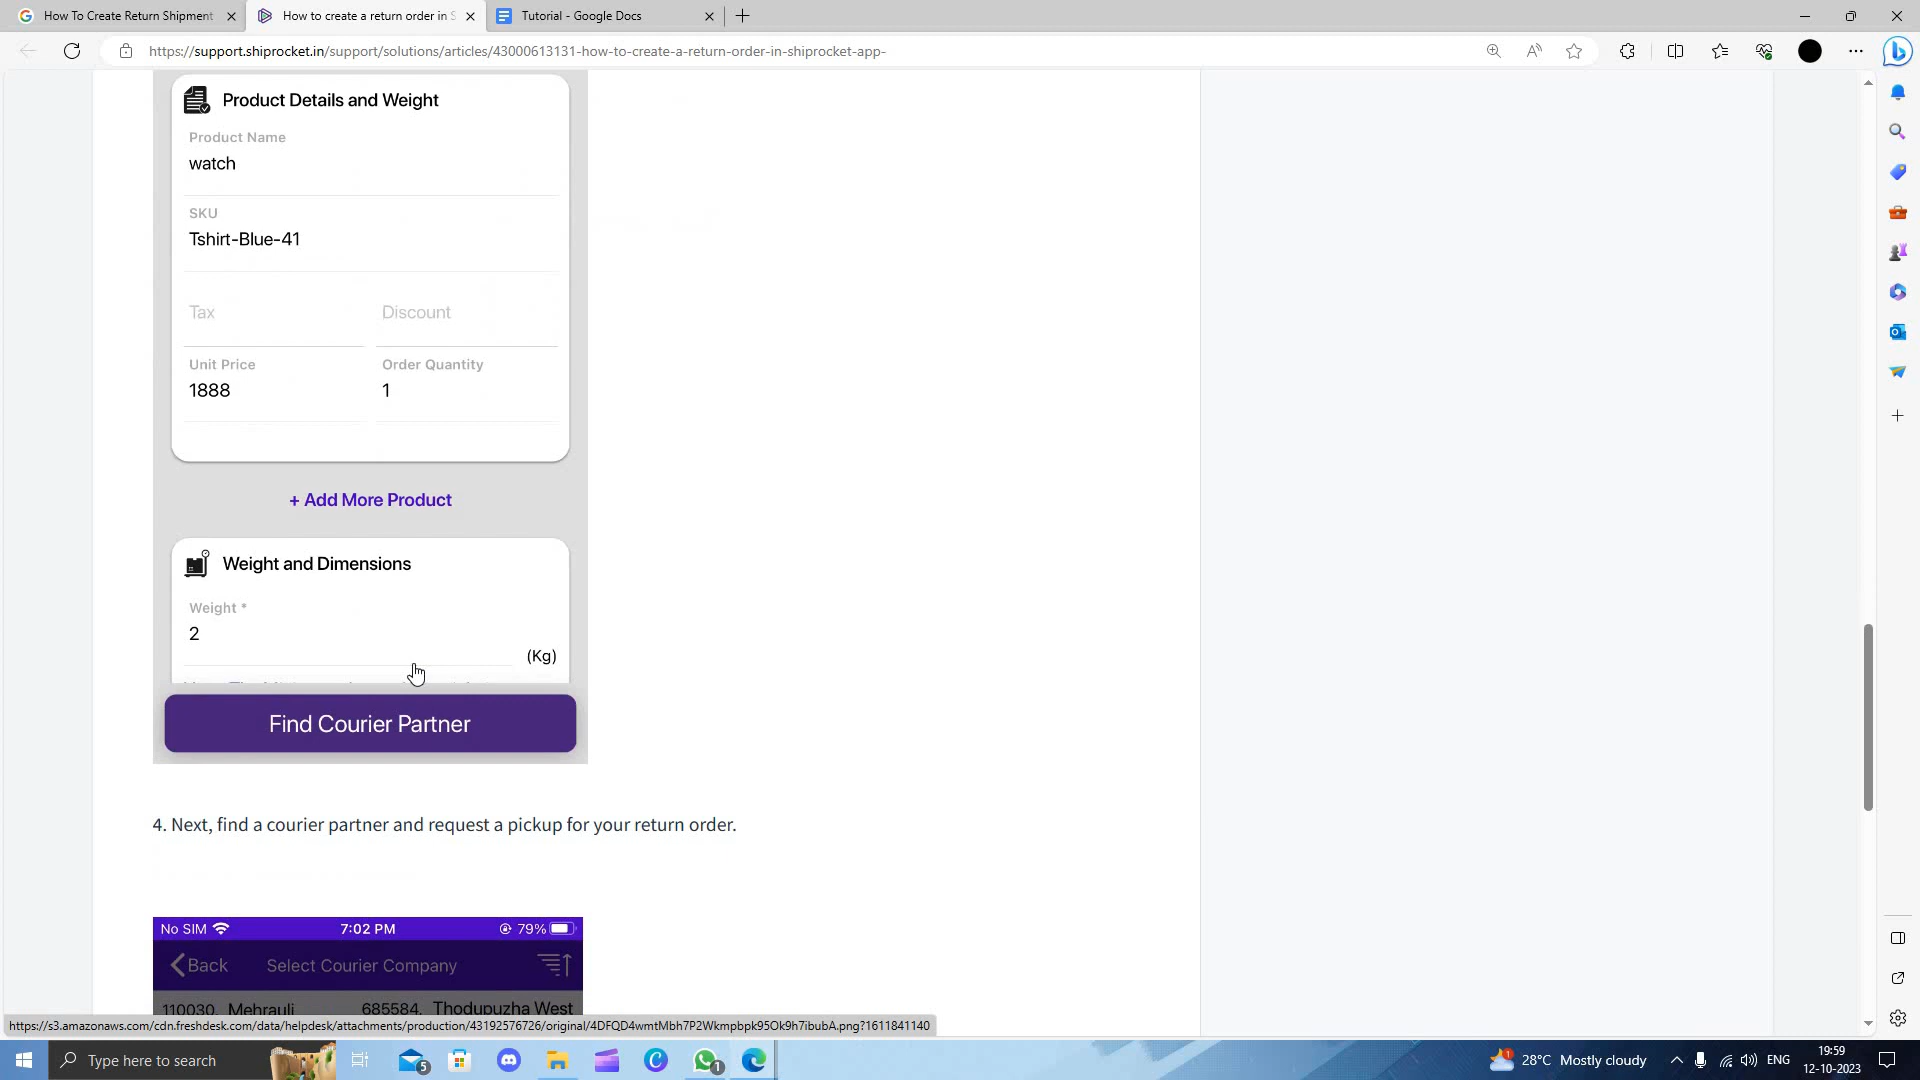 How To Create Return Shipment
How to create a return order in S
Tutorial - Google Docs
https://support.shiprocket.in/support/solutions/articles/43000613131-how-to-create-a-return-order-in-shiprocket-app-
Product Details and Weight
Product Name
watch
SKU
Tshirt-Blue-41
Tax Discount
Unit Price Order Quantity
1888 1
+ Add More Product
Weight and Dimensions
Weight *
2
(Kg)
Find Courier Partner
4. Next, find a courier partner and request a pickup for your return order.
No SIM 7:02 PM 79%
Back Select Courier Company
110030, Mehrauli 685584, Thodupuzha West
https://s3.amazonaws.com/cdn.freshdesk.com/data/helpdesk/attachments/production/43192576726/original/4DFQD4wmtMbh7P2Wkmpbpk95Ok9h7ibubA.png?1611841140
Type here to search
5
1
1
28°C Mostly cloudy
ENG
19:59
12-10-2023